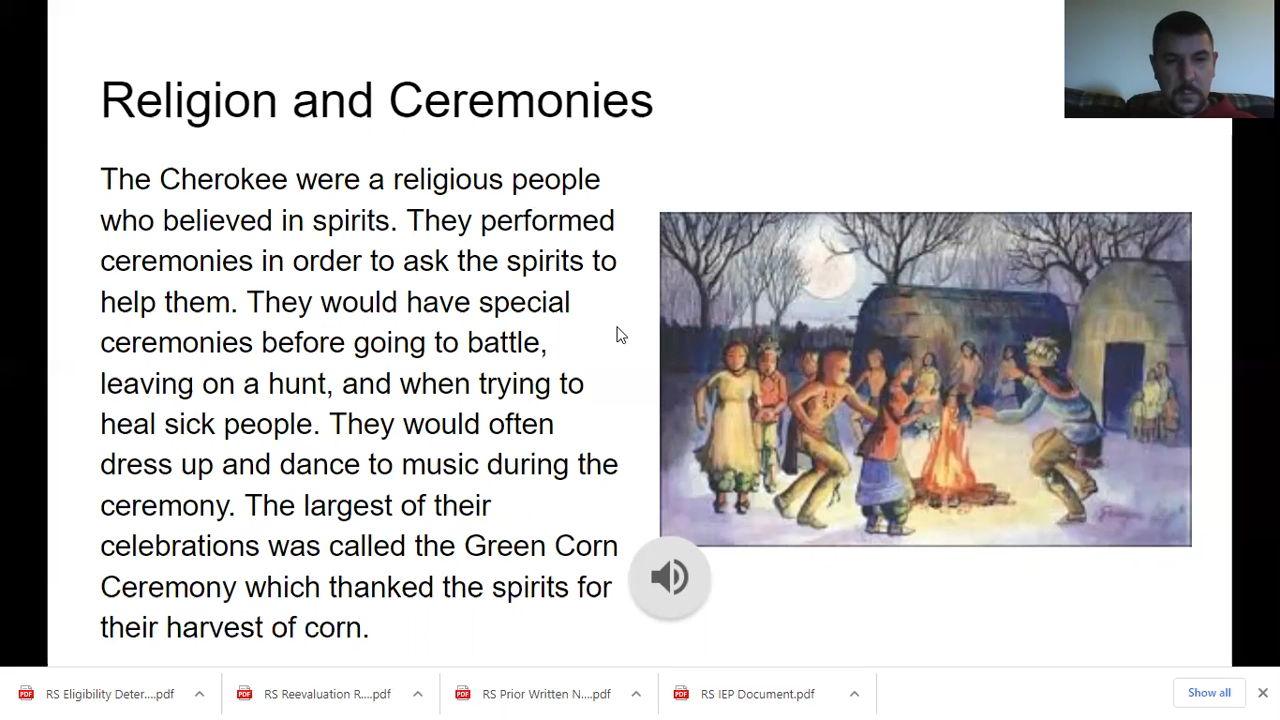 Religion and Ceremonies
The Cherokee were a religious people
who believed in spirits. They performed
ceremonies in order to ask the spirits to
help them. They would have special
ceremonies before going to battle,
leaving on a hunt, and when trying to
heal sick people. They would often
dress up and dance to music during the
ceremony. The largest of their
celebrations was called the Green Corn
Ceremony which thanked the spirits for
their harvest of corn.
RS Eligibility Deter....pdf
RS Reevaluation R....pdf
RS Prior Written N....pdf
RS IEP Document.pdf
Show all